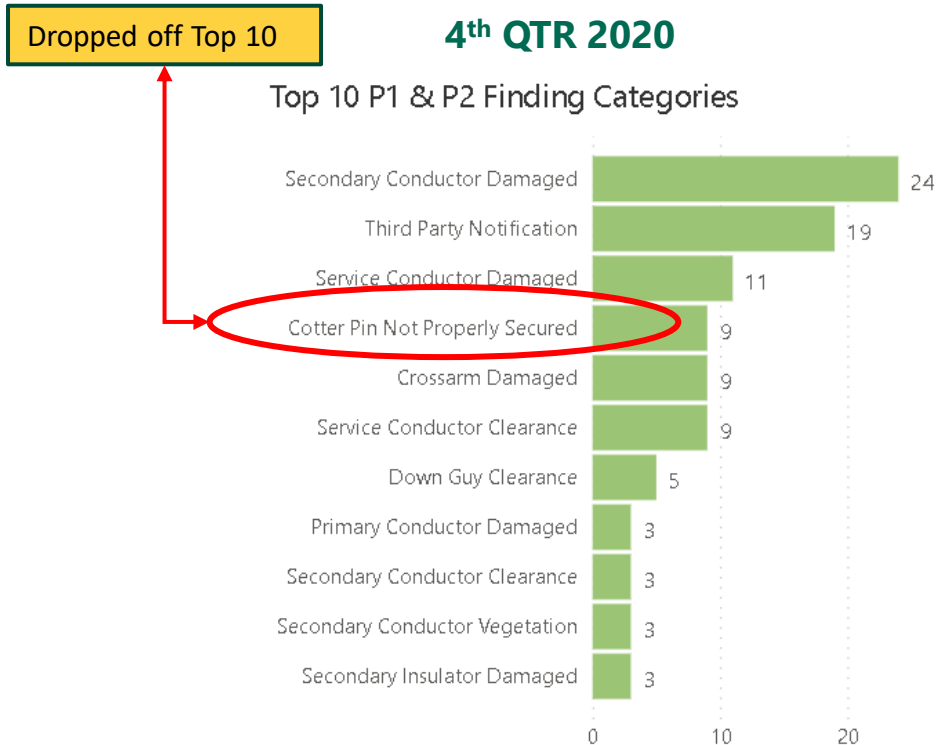 Dropped off Top 10
4th QTR 2020
Top 10 P1 & P2 Finding Categories
Secondary Conductor Damaged 24
Third Party Notification 19
Service Conductor Damaged 11
Cotter Pin Not Properly Secured 9
Crossarm Damaged 9
Service Conductor Clearance 9
Down Guy Clearance 5
Primary Conductor Damaged 3
Secondary Conductor Clearance 3
Secondary Conductor Vegetation 3
Secondary Insulator Damaged 3
0 10 20